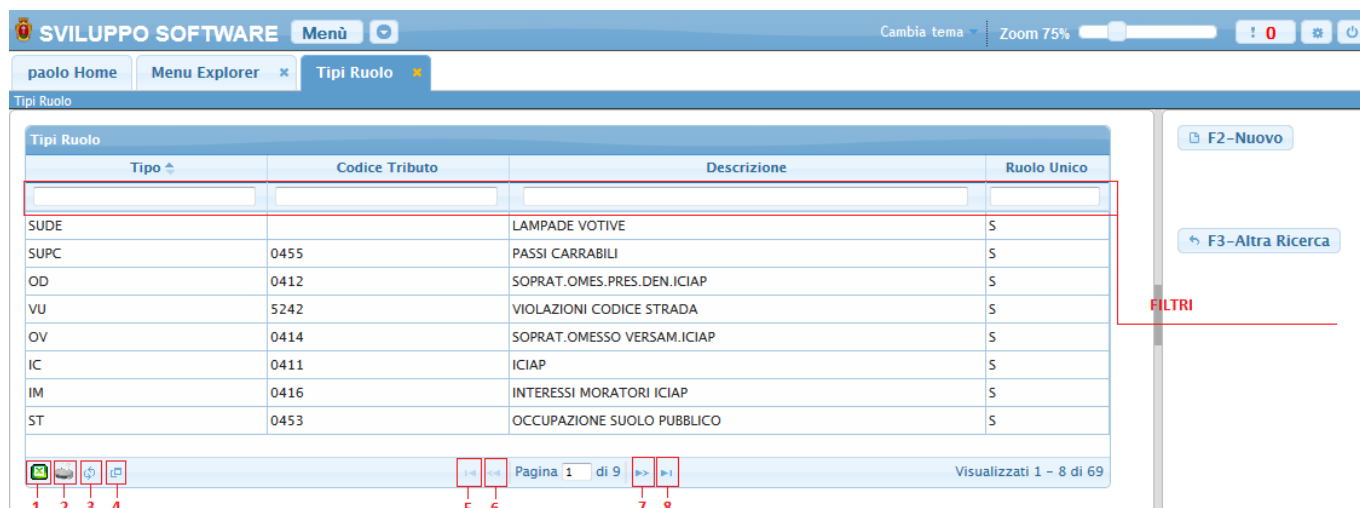 SVILUPPO SOFTWARE Menù Cambia tema Zoom 75% ! 0
paolo Home Menu Explorer × Tipi Ruolo ×
Tipi Ruolo
Tipi Ruolo
F2-Nuovo
Tipo Codice Tributo Descrizione Ruolo Unico
SUDE LAMPADE VOTIVE S
F3-Altra Ricerca
SUPC 0455 PASSI CARRABILI S
OD 0412 SOPRAT.OMES.PRES.DEN.ICIAP S
VU 5242 VIOLAZIONI CODICE STRADA S
FILTRI
OV 0414 SOPRAT.OMESSO VERSAM.ICIAP S
IC 0411 ICIAP S
IM 0416 INTERESSI MORATORI ICIAP S
ST 0453 OCCUPAZIONE SUOLO PUBBLICO S
Pagina 1 di 9 Visualizzati 1 - 8 di 69
1 2 3 4 5 6 7 8